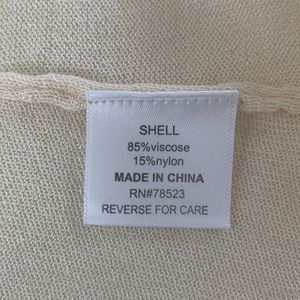 SHELL
85%viscose
15%nylon
MADE IN CHINA
RN#78523
REVERSE FOR CARE